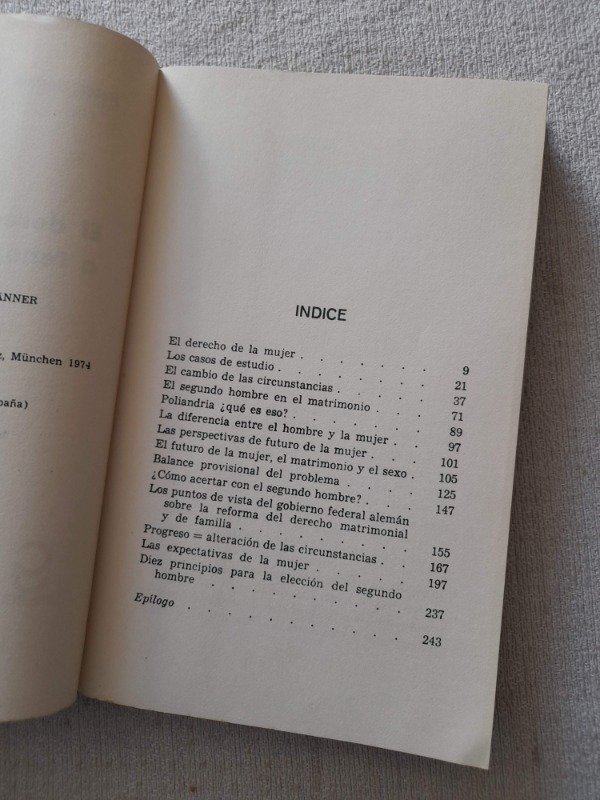 ÄNNER
z, München 1974
paña)
INDICE
El derecho de la mujer . . . . . . . 9
Los casos de estudio . . . . . . . 21
El cambio de las circunstancias . . . . . 37
El segundo hombre en el matrimonio . . . . 71
Poliandria ¿qué es eso? . . . . . . . 89
La diferencia entre el hombre y la mujer . . . 97
Las perspectivas de futuro de la mujer . . . . 101
El futuro de la mujer, el matrimonio y el sexo . . 105
Balance provisional del problema . . . . . 125
¿Cómo acertar con el segundo hombre? . . . . 147
Los puntos de vista del gobierno federal alemán
sobre la reforma del derecho matrimonial
y de familia . . . . . . . . 155
Progreso = alteración de las circunstancias . . . 167
Las expectativas de la mujer . . . . . . 197
Diez principios para la elección del segundo
hombre . . . . . . . . . 237
Epílogo . . . . . . . . . . 243